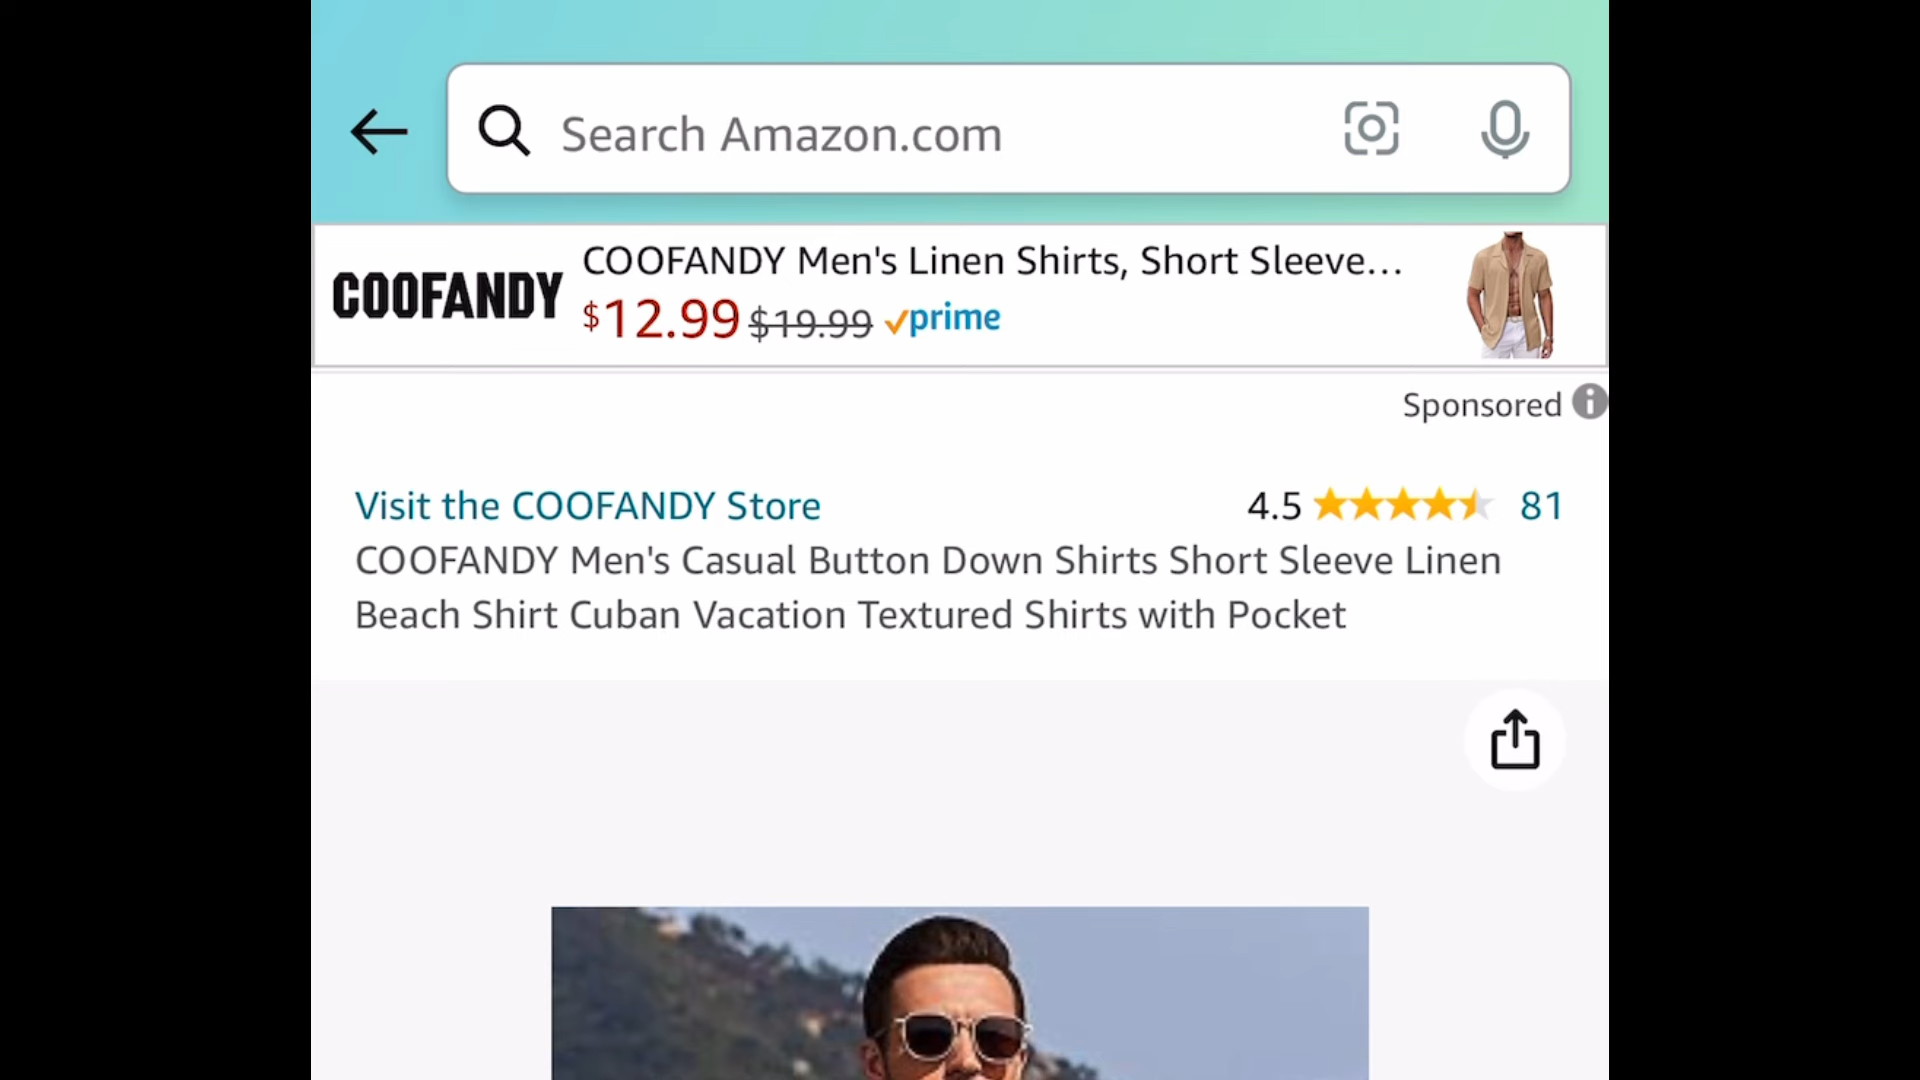 Search Amazon.com
COOFANDY
COOFANDY Men's Linen Shirts, Short Sleeve...
$12.99 $19.99 prime
Sponsored
Visit the COOFANDY Store 4.5 81
COOFANDY Men's Casual Button Down Shirts Short Sleeve Linen
Beach Shirt Cuban Vacation Textured Shirts with Pocket